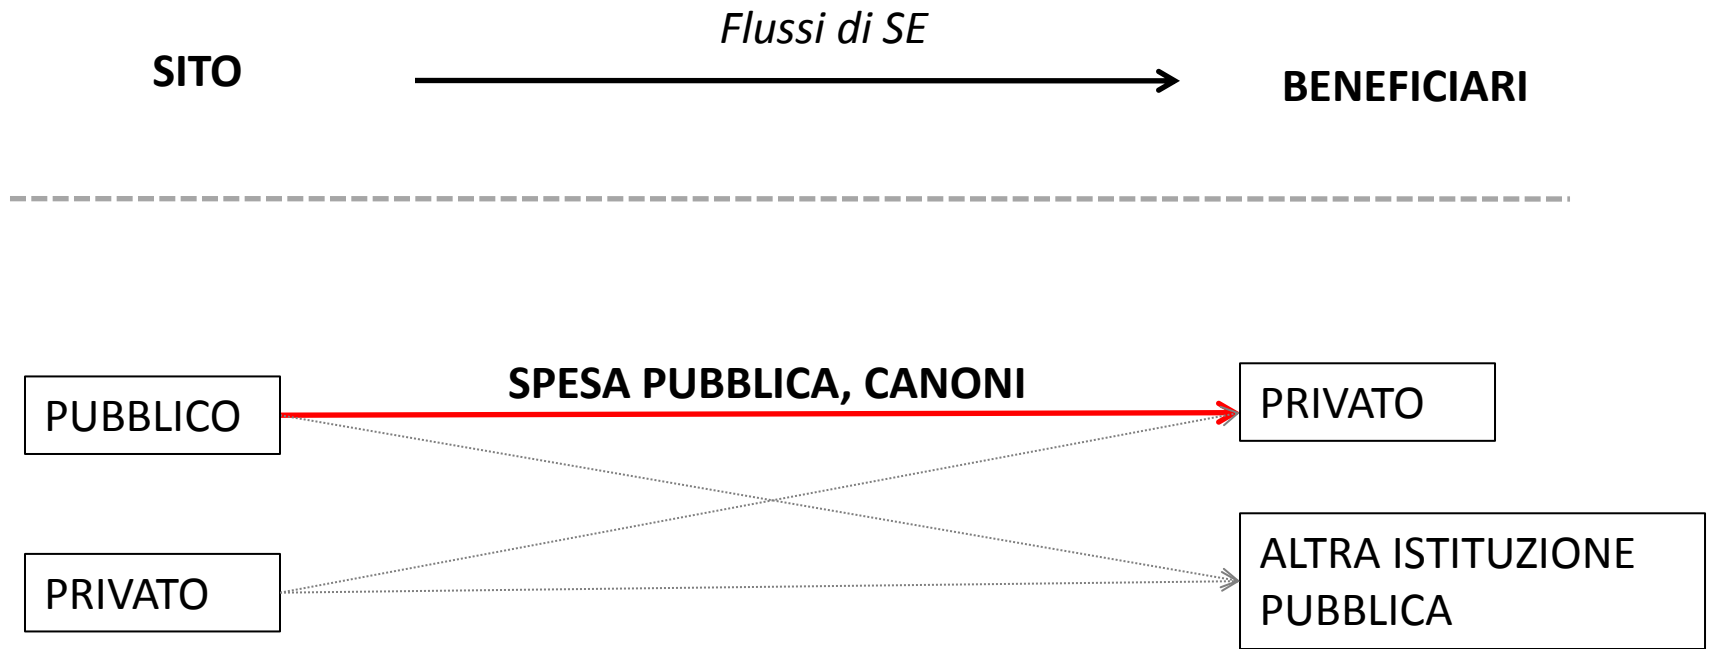 Flussi di SE
SITO
BENEFICIARI
SPESA PUBBLICA, CANONI
PUBBLICO
PRIVATO
PRIVATO
ALTRA ISTITUZIONE
PUBBLICA